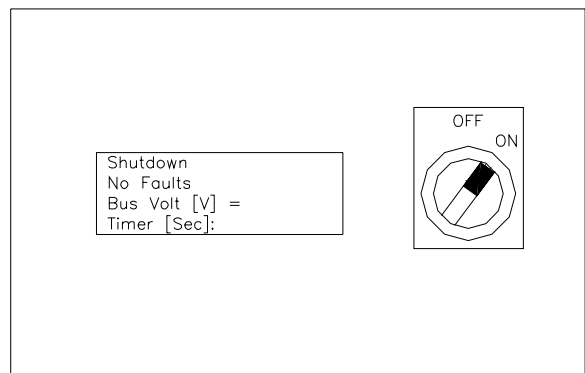 Shutdown
No Faults
Bus Volt [V] =
Timer [Sec]:
OFF
ON